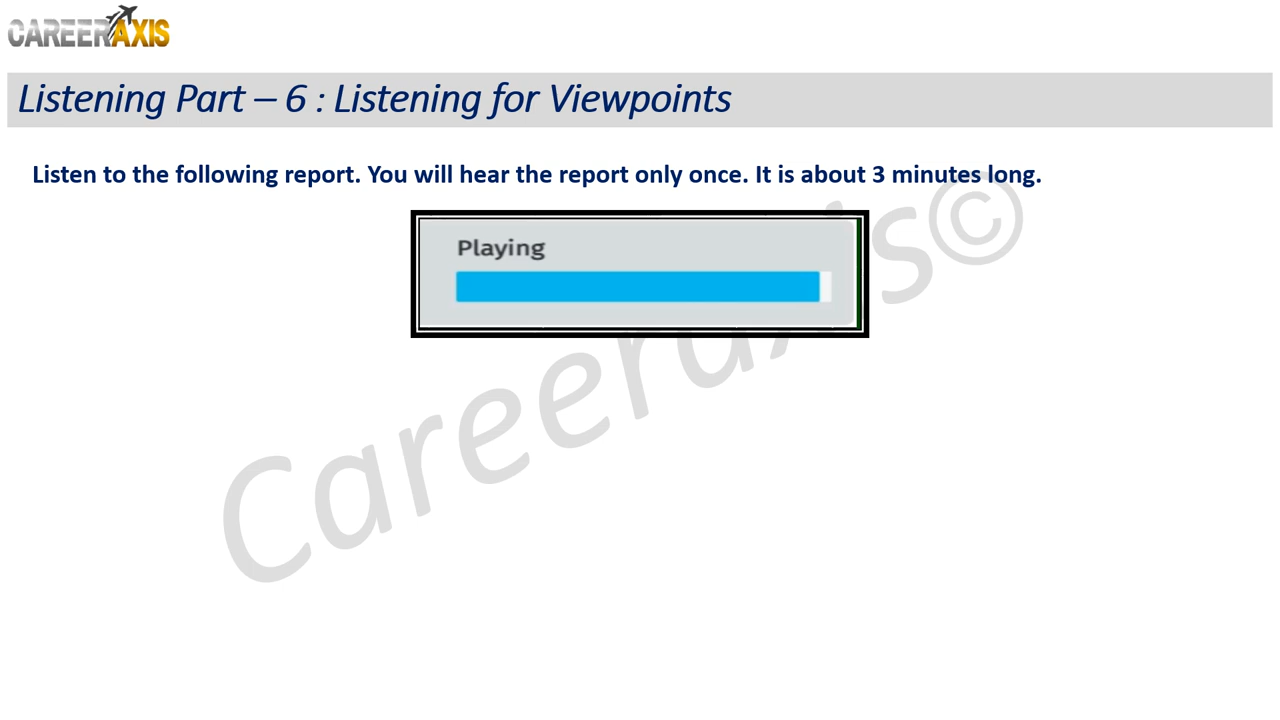 CAREERAXIS
Listening Part – 6 : Listening for Viewpoints
Listen to the following report. You will hear the report only once. It is about 3 minutes long.
Playing
Careeraxis©